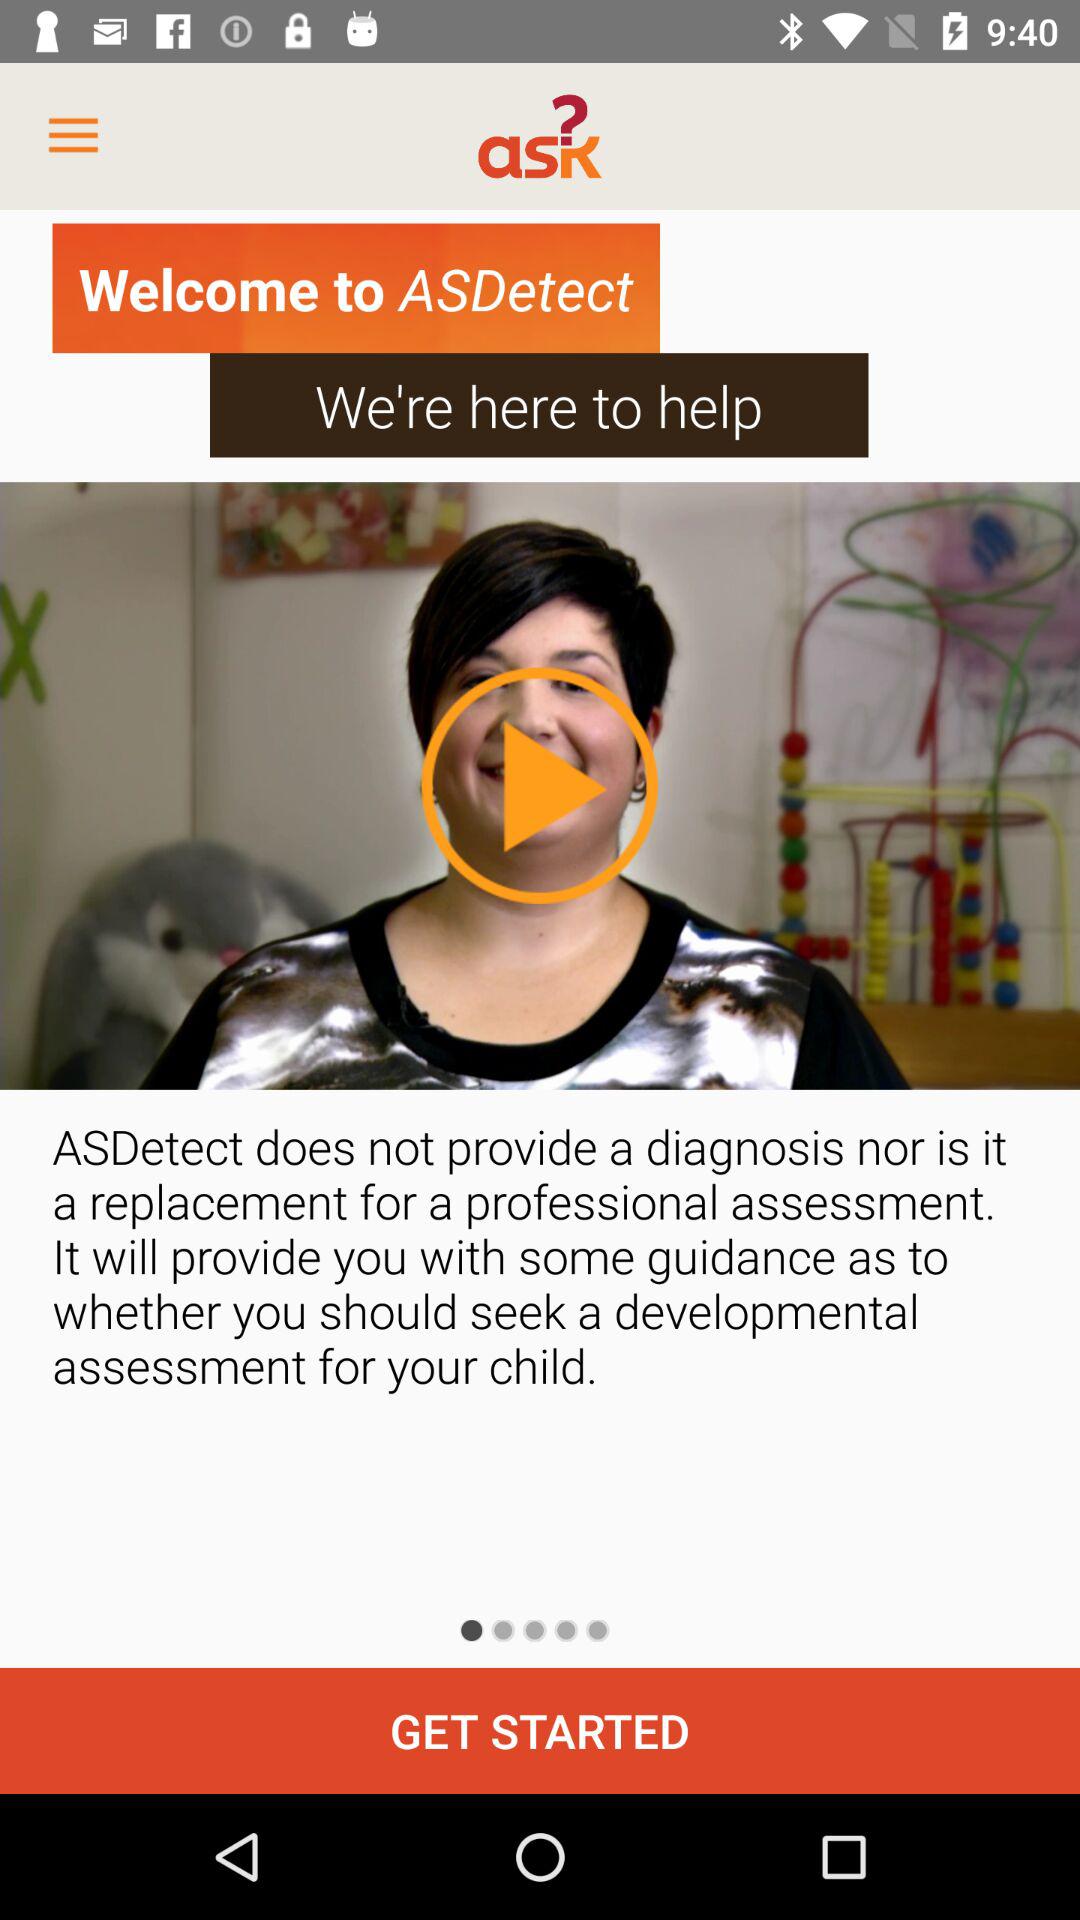 9:40
ask?
Welcome to ASDetect
We're here to help
X
ASDetect does not provide a diagnosis nor is it
a replacement for a professional assessment.
It will provide you with some guidance as to
whether you should seek a developmental
assessment for your child.
GET STARTED